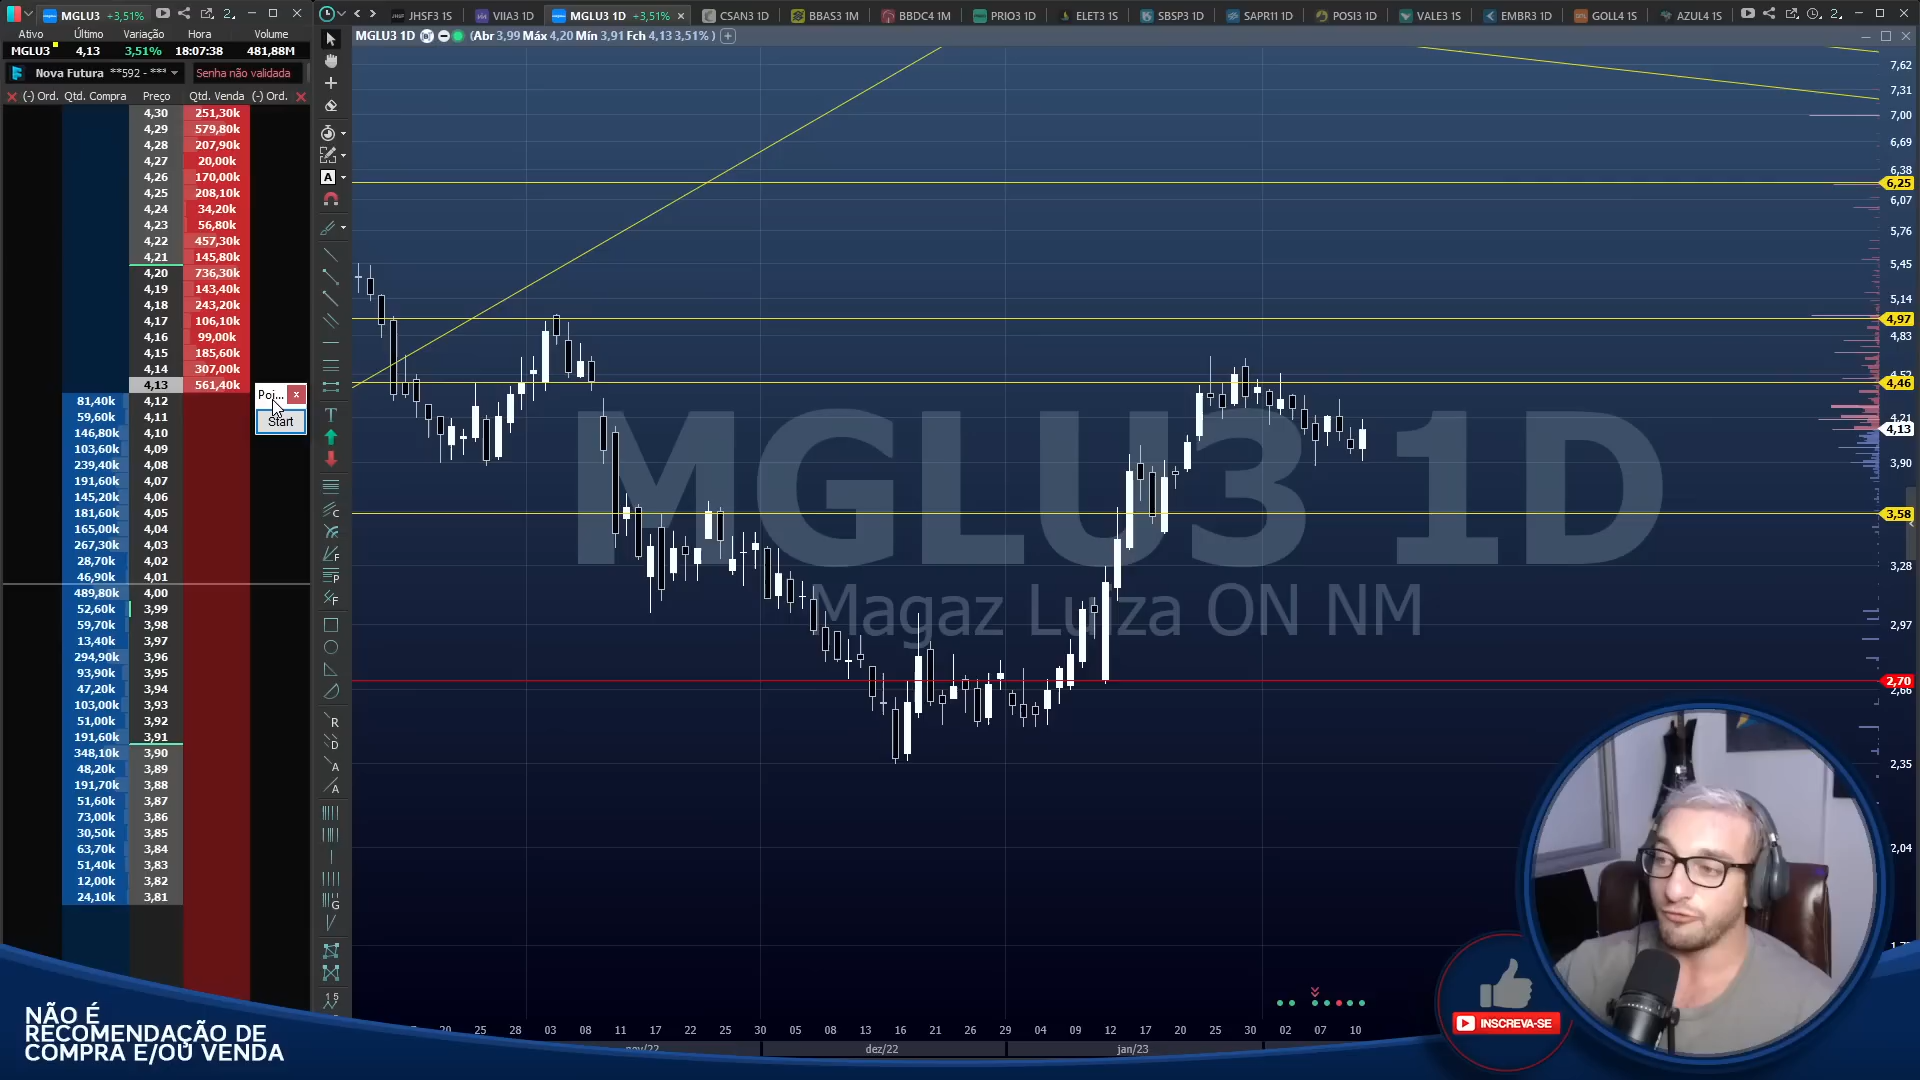 MGLU3 +3,51% 2
Ativo Último Variação Hora Volume
MGLU3 4,13 3,51% 18:07:38 481,88M
Nova Futura **592 - *** Senha não validada
(-) Ord. Qtd. Compra Preço Qtd. Venda (-) Ord.
4,30 251,30k
4,29 579,80k
4,28 207,90k
4,27 20,00k
4,26 170,00k
4,25 208,10k
4,24 34,20k
4,23 56,80k
4,22 457,30k
4,21 145,80k
4,20 736,30k
4,19 143,40k
4,18 243,20k
4,17 106,10k
4,16 99,00k
4,15 185,60k
4,14 307,00k
4,13 561,40k
81,40k 4,12
59,60k 4,11
146,80k 4,10
103,60k 4,09
239,40k 4,08
191,60k 4,07
145,20k 4,06
181,60k 4,05
165,00k 4,04
267,30k 4,03
28,70k 4,02
46,90k 4,01
489,80k 4,00
52,60k 3,99
59,70k 3,98
13,40k 3,97
294,90k 3,96
93,90k 3,95
47,20k 3,94
103,00k 3,93
51,00k 3,92
191,60k 3,91
348,10k 3,90
48,20k 3,89
191,70k 3,88
51,60k 3,87
73,00k 3,86
30,50k 3,85
63,70k 3,84
51,40k 3,83
12,00k 3,82
24,10k 3,81
Poi...
Start
JHSF3 1S VIIA3 1D MGLU3 1D +3,51% CSAN3 1D BBAS3 1M BBDC4 1M PRIO3 1D ELET3 1S SBSP3 1D SAPR11 1D POSI3 1D VALE3 1S EMBR3 1D GOLL4 1S AZUL4 1S 2
MGLU3 1D (Abr 3,99 Máx 4,20 Mín 3,91 Fch 4,13 3,51% )
MGLU3 1D
Magaz Luiza ON NM
7,62
7,31
7,00
6,69
6,38
6,25
6,07
5,76
5,45
5,14
4,97
4,83
4,52
4,46
4,21
4,13
3,90
3,58
3,28
2,97
2,70
2,66
2,35
2,04
20 25 28 03 08 11 17 22 25 30 05 08 13 16 21 26 29 04 09 12 17 20 25 30 02 07 10
nov/22 dez/22 jan/23
NÃO É
RECOMENDAÇÃO DE
COMPRA E/OU VENDA
INSCREVA-SE